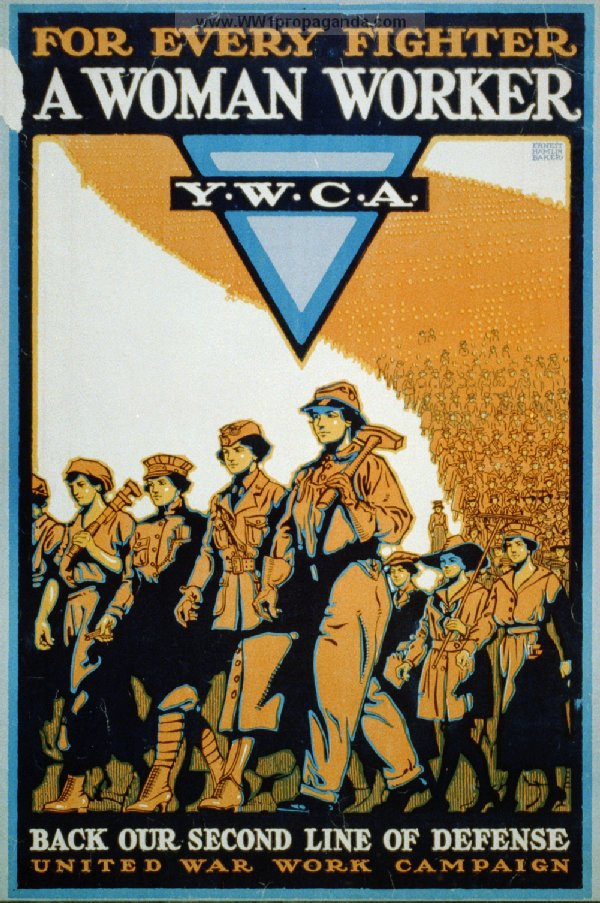 www.WW1propaganda.com
FOR EVERY FIGHTER
A WOMAN WORKER
ERNEST
HAMLIN
BAKER
Y·W·C·A·
BACK OUR SECOND LINE OF DEFENSE
UNITED WAR WORK CAMPAIGN